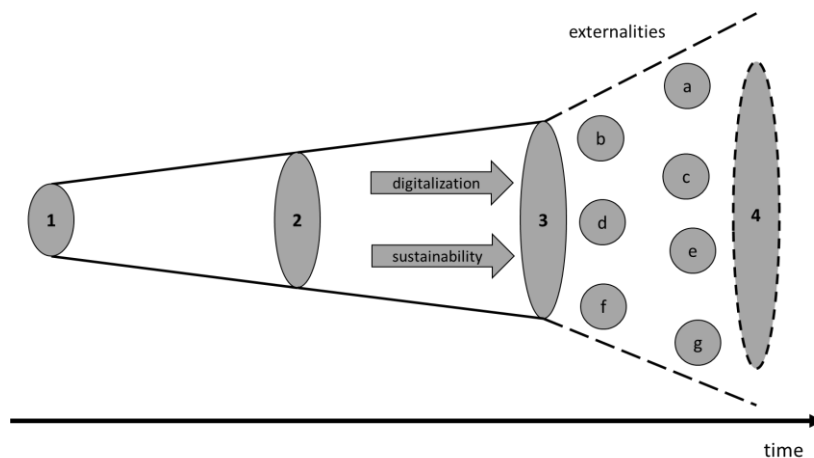 externalities
a
b
digitalization
c
1
2
3
d
4
sustainability
e
f
g
time